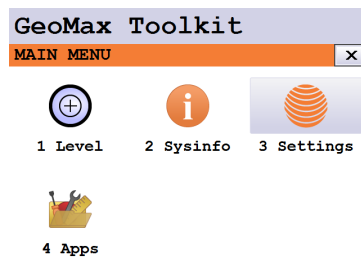 GeoMax Toolkit
MAIN MENU X
1 Level 2 Sysinfo 3 Settings
4 Apps